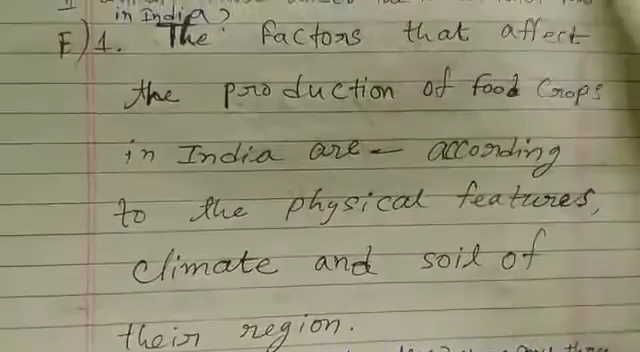 in India?
E) 1. The factors that affect
the production of food crops
in India are - according
to the physical features,
climate and soil of
their region.